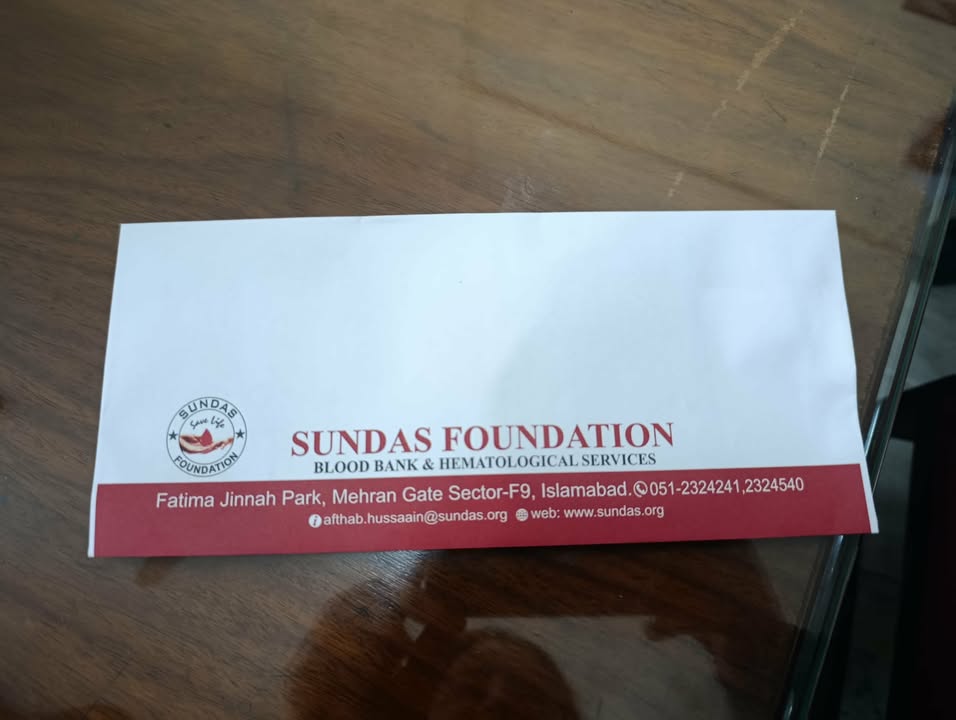 SUNDAS
Save Life
FOUNDATION
SUNDAS FOUNDATION
BLOOD BANK & HEMATOLOGICAL SERVICES
Fatima Jinnah Park, Mehran Gate Sector-F9, Islamabad. 051-2324241,2324540
afthab.hussaain@sundas.org web: www.sundas.org